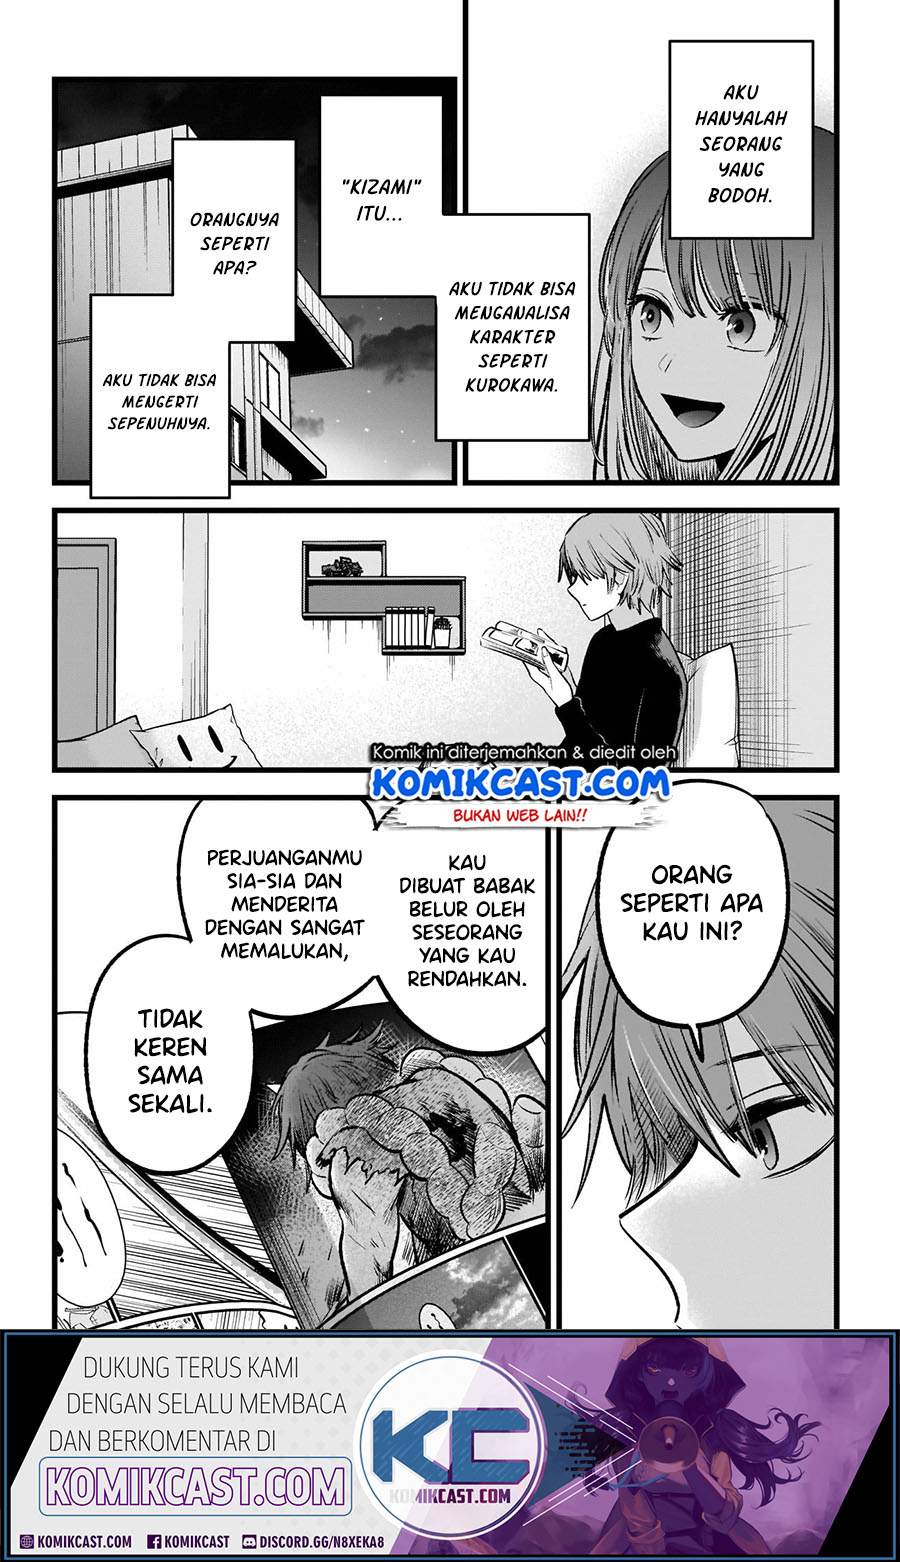 AKU
HANYALAH
SEORANG
YANG
BODOH.
AKU TIDAK BISA
MENGANALISA
KARAKTER
SEPERTI
KUROKAWA.
"KIZAMI"
ITU...
ORANGNYA
SEPERTI
APA?
AKU TIDAK BISA
MENGERTI
SEPENUHNYA.
Komik ini diterjemahkan & diedit oleh
KOMIKCAST.COM
BUKAN WEB LAIN!!
ORANG
SEPERTI APA
KAU INI?
KAU
DIBUAT BABAK
BELUR OLEH
SESEORANG
YANG KAU
RENDAHKAN.
PERJUANGANMU
SIA-SIA DAN
MENDERITA
DENGAN SANGAT
MEMALUKAN,
TIDAK
KEREN
SAMA
SEKALI.
DUKUNG TERUS KAMI
DENGAN SELALU MEMBACA
DAN BERKOMENTAR DI
KOMIKCAST.COM
KOMIKCAST.COM KOMIKCAST DISCORD.GG/N8XEKA8
KC
KOMIKCAST.COM